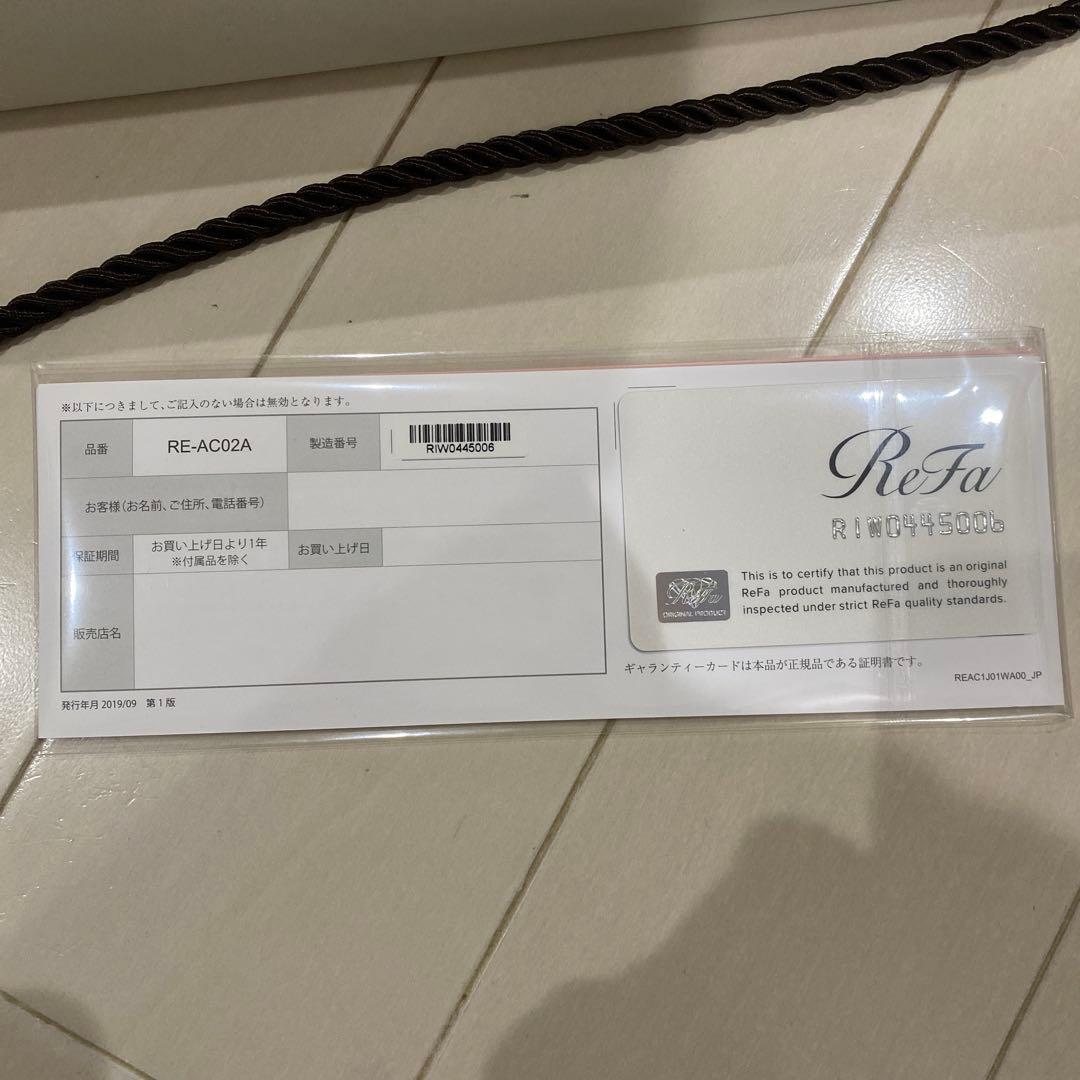 ※以下につきまして、ご記入のない場合は無効となります。
品番
RE-AC02A
製造番号
RIW0445006
お客様（お名前、ご住所、電話番号）
保証期間
お買い上げ日より1年
※付属品を除く
お買い上げ日
販売店名
発行年月 2019/09　第1版
ReFa
RIW0445006
ReFa
ORIGINAL PRODUCT
This is to certify that this product is an original
ReFa product manufactured and thoroughly
inspected under strict ReFa quality standards.
ギャランティーカードは本品が正規品である証明書です。
REAC1J01WA00_JP